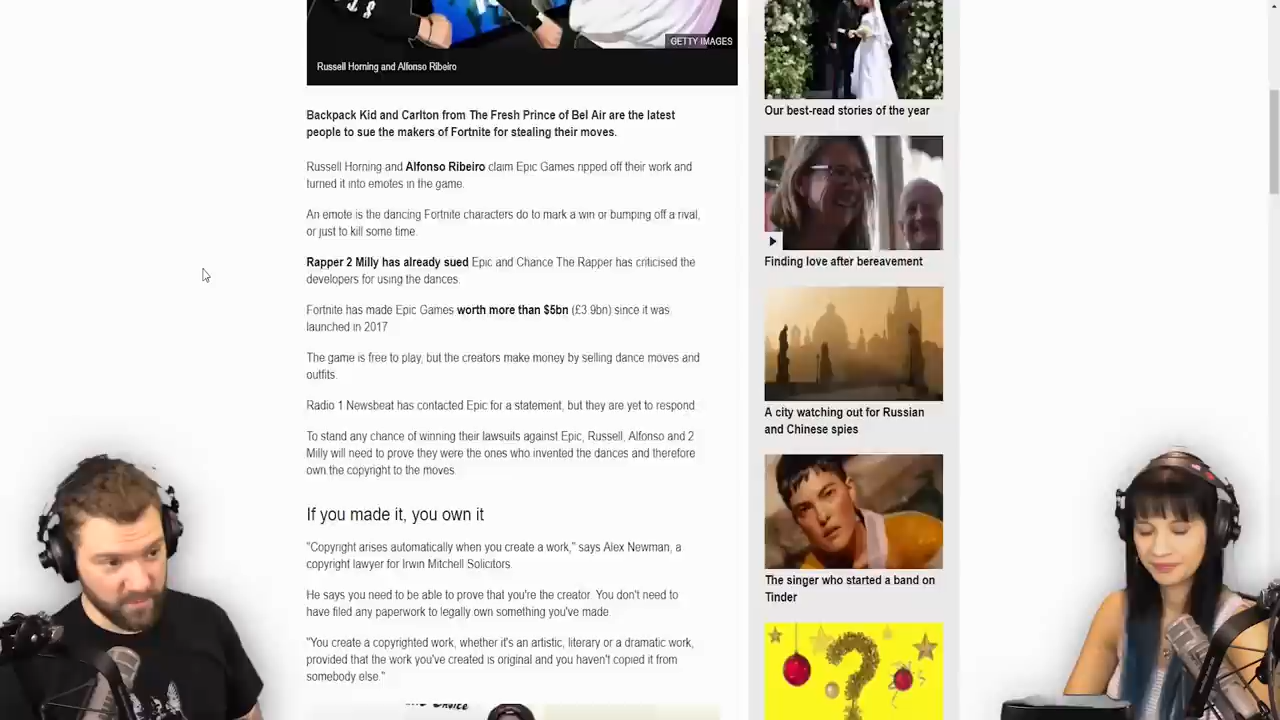 GETTY IMAGES
Russell Horning and Alfonso Ribeiro
Backpack Kid and Carlton from The Fresh Prince of Bel Air are the latest
people to sue the makers of Fortnite for stealing their moves.
Russell Horning and Alfonso Ribeiro claim Epic Games ripped off their work and
turned it into emotes in the game.
An emote is the dancing Fortnite characters do to mark a win or bumping off a rival,
or just to kill some time.
Rapper 2 Milly has already sued Epic and Chance The Rapper has criticised the
developers for using the dances.
Fortnite has made Epic Games worth more than $5bn (£3.9bn) since it was
launched in 2017
The game is free to play, but the creators make money by selling dance moves and
outfits.
Radio 1 Newsbeat has contacted Epic for a statement, but they are yet to respond.
To stand any chance of winning their lawsuits against Epic, Russell, Alfonso and 2
Milly will need to prove they were the ones who invented the dances and therefore
own the copyright to the moves.
If you made it, you own it
"Copyright arises automatically when you create a work," says Alex Newman, a
copyright lawyer for Irwin Mitchell Solicitors.
He says you need to be able to prove that you're the creator. You don't need to
have filed any paperwork to legally own something you've made.
"You create a copyrighted work, whether it's an artistic, literary or a dramatic work,
provided that the work you've created is original and you haven't copied it from
somebody else."
Our best-read stories of the year
Finding love after bereavement
A city watching out for Russian
and Chinese spies
The singer who started a band on
Tinder